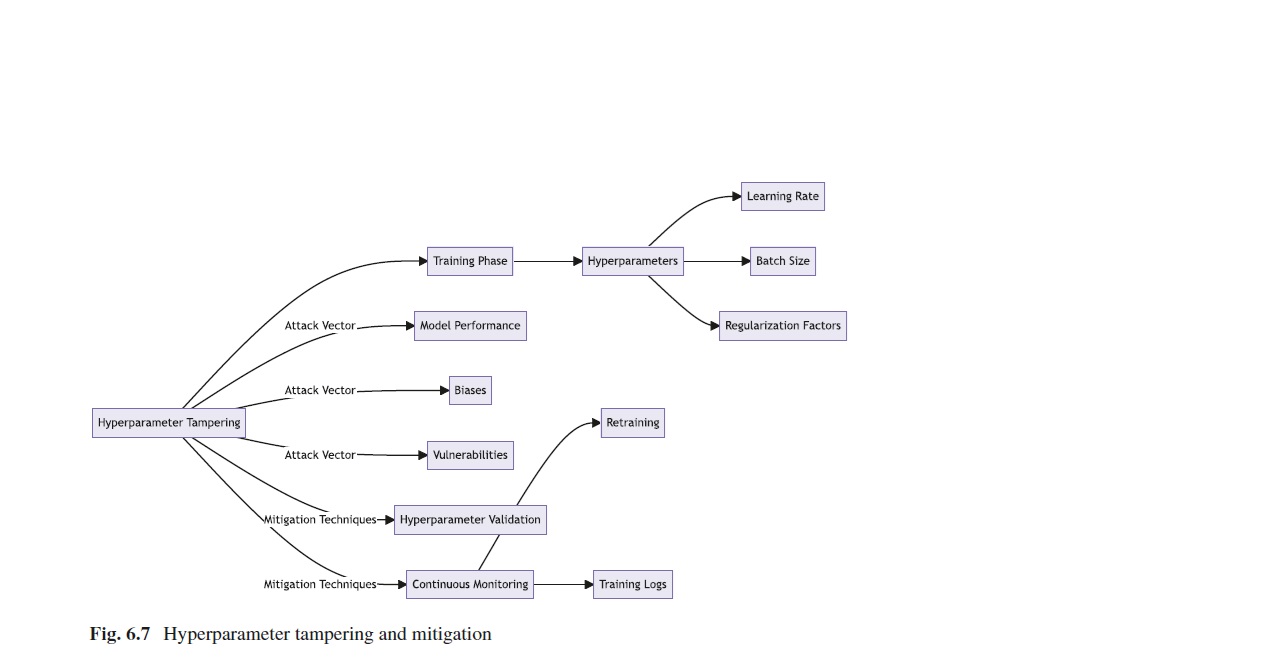 Learning Rate
Training Phase
Hyperparameters
Batch Size
Attack Vector
Model Performance
Regularization Factors
Attack Vector
Biases
Hyperparameter Tampering
Retraining
Attack Vector
Vulnerabilities
Mitigation Techniques
Hyperparameter Validation
Mitigation Techniques
Continuous Monitoring
Training Logs
Fig. 6.7 Hyperparameter tampering and mitigation